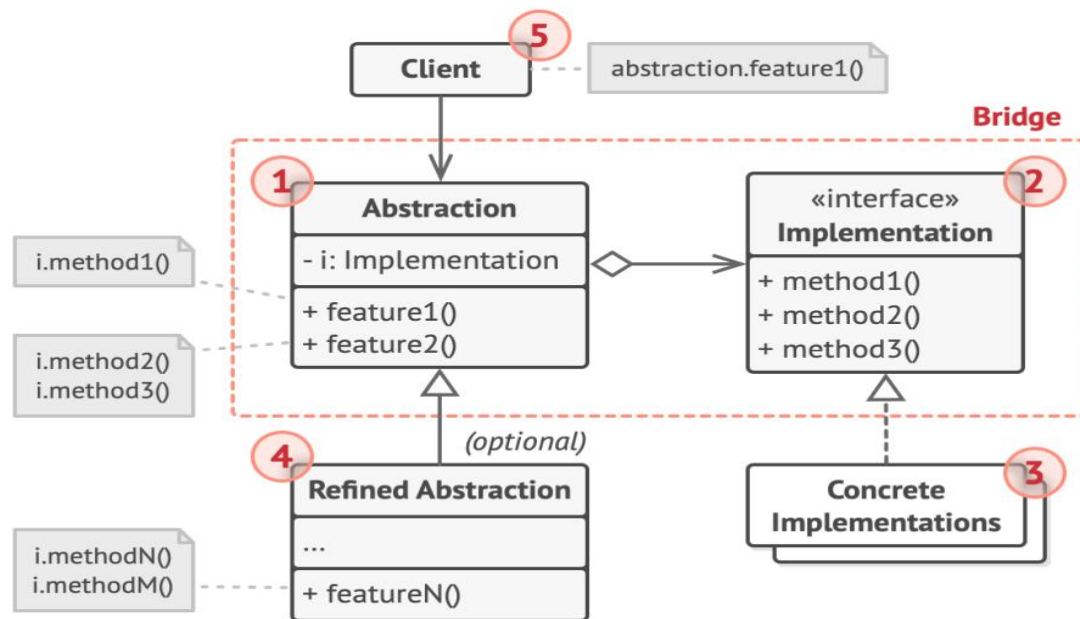 5
Client
abstraction.feature1()
Bridge
1
Abstraction
- i: Implementation
+ feature1()
+ feature2()
2
«interface»
Implementation
+ method1()
+ method2()
+ method3()
i.method1()
i.method2()
i.method3()
(optional)
4
Refined Abstraction
...
+ featureN()
i.methodN()
i.methodM()
3
Concrete
Implementations